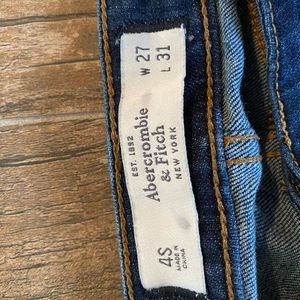 W 27
L 31
EST. 1892
Abercrombie
& Fitch
NEW YORK
4S
MADE IN
CHINA